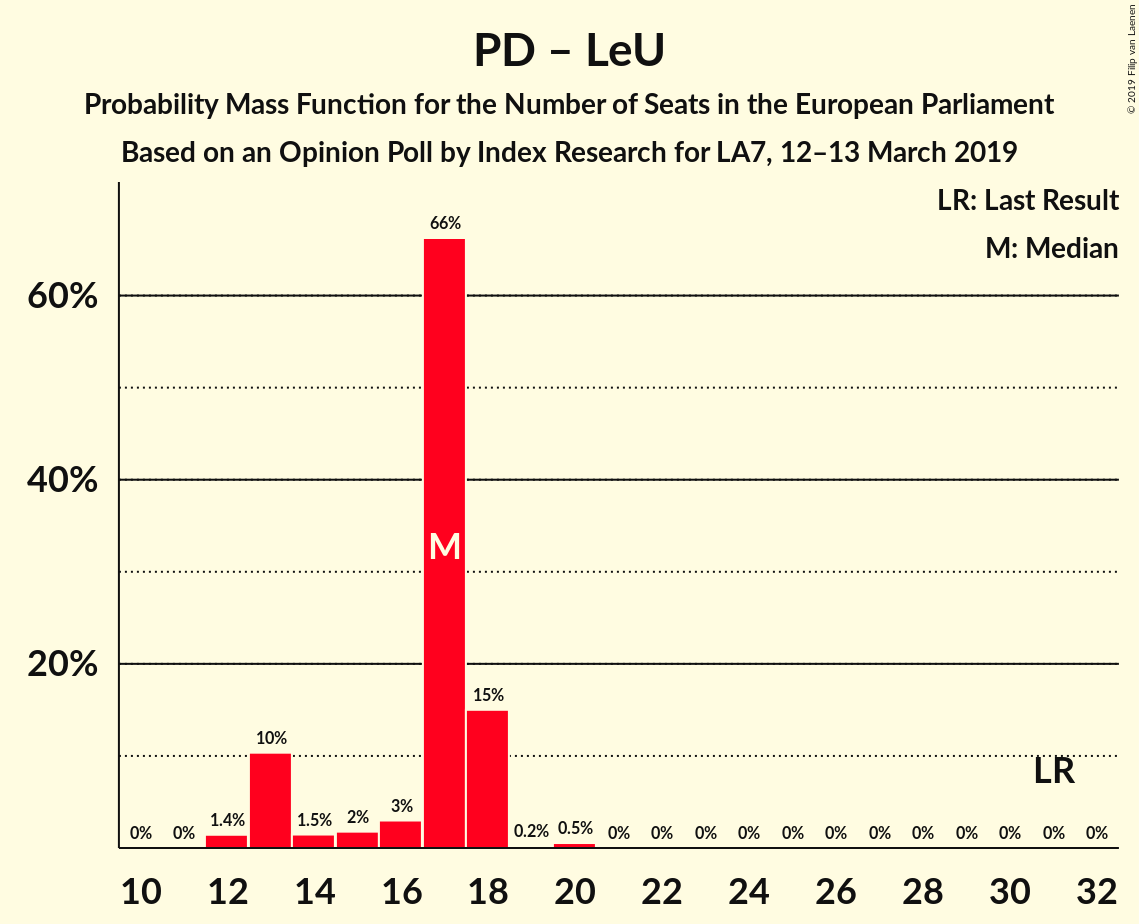 PD – LeU
Probability Mass Function for the Number of Seats in the European Parliament
Based on an Opinion Poll by Index Research for LA7, 12–13 March 2019
© 2019 Filip van Laenen
LR: Last Result
M: Median
60%
40%
20%
0% 0% 1.4% 10% 1.5% 2% 3% 66% 15% 0.2% 0.5% 0% 0% 0% 0% 0% 0% 0% 0% 0% 0% 0% 0%
M
LR
10 12 14 16 18 20 22 24 26 28 30 32